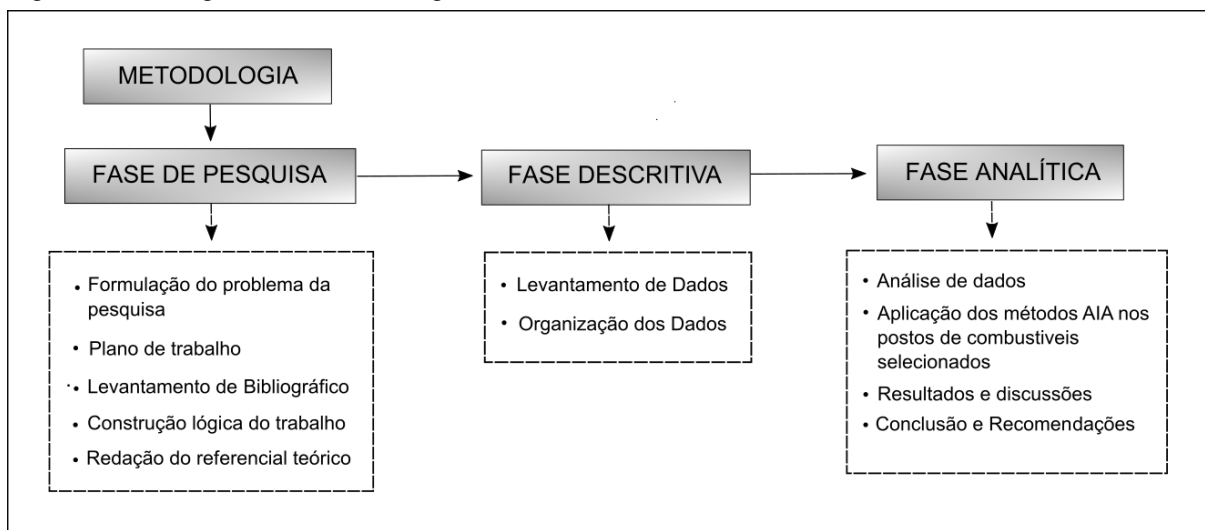 METODOLOGIA
FASE DE PESQUISA
• Formulação do problema da
pesquisa
• Plano de trabalho
• Levantamento de Bibliográfico
• Construção lógica do trabalho
• Redação do referencial teórico
FASE DESCRITIVA
• Levantamento de Dados
• Organização dos Dados
FASE ANALÍTICA
• Análise de dados
• Aplicação dos métodos AIA nos
postos de combustiveis
selecionados
• Resultados e discussões
• Conclusão e Recomendações